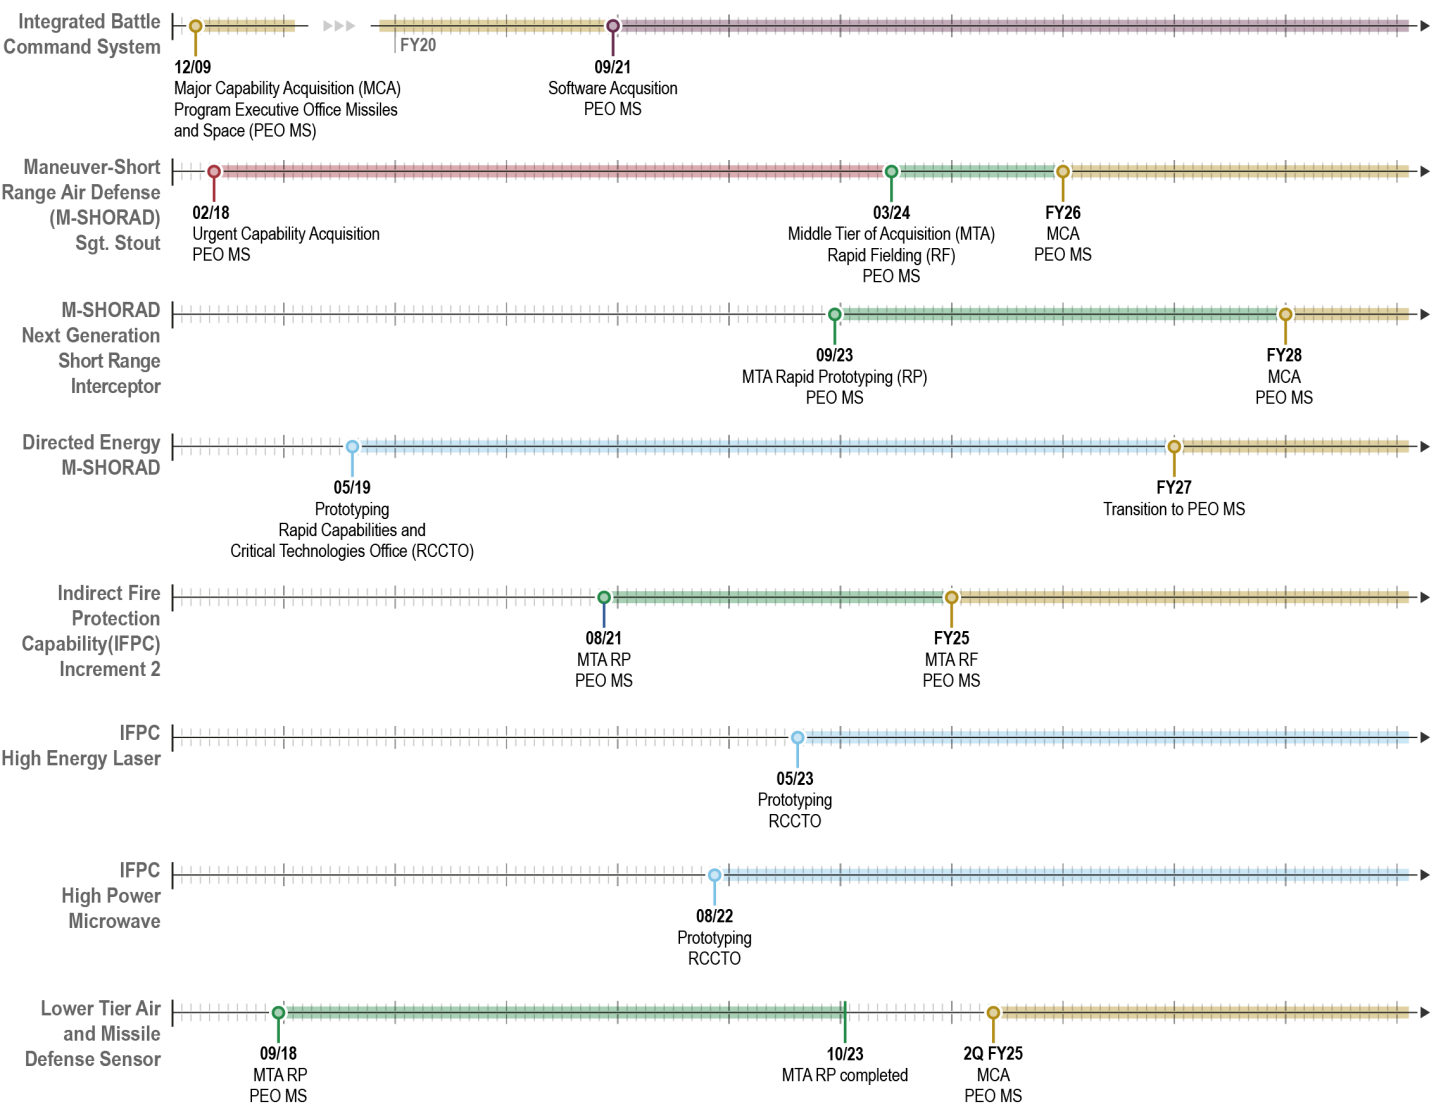 Integrated Battle
Command System
FY20
12/09
Major Capability Acquisition (MCA)
Program Executive Office Missiles
and Space (PEO MS)
09/21
Software Acqusition
PEO MS
Maneuver-Short
Range Air Defense
(M-SHORAD)
Sgt. Stout
02/18
Urgent Capability Acquisition
PEO MS
03/24
Middle Tier of Acquisition (MTA)
Rapid Fielding (RF)
PEO MS
FY26
MCA
PEO MS
M-SHORAD
Next Generation
Short Range
Interceptor
09/23
MTA Rapid Prototyping (RP)
PEO MS
FY28
MCA
PEO MS
Directed Energy
M-SHORAD
05/19
Prototyping
Rapid Capabilities and
Critical Technologies Office (RCCTO)
FY27
Transition to PEO MS
Indirect Fire
Protection
Capability(IFPC)
Increment 2
08/21
MTA RP
PEO MS
FY25
MTA RF
PEO MS
IFPC
High Energy Laser
05/23
Prototyping
RCCTO
IFPC
High Power
Microwave
08/22
Prototyping
RCCTO
Lower Tier Air
and Missile
Defense Sensor
09/18
MTA RP
PEO MS
10/23
MTA RP completed
2Q FY25
MCA
PEO MS